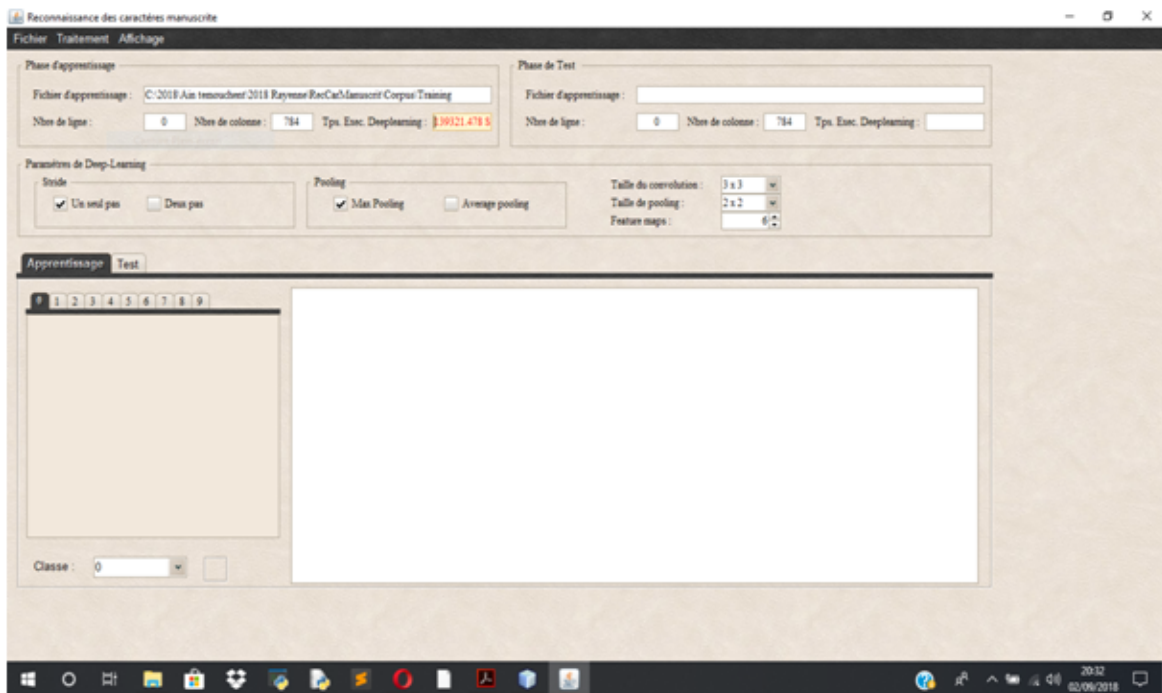 Reconnaissance des caractères manuscrite
Fichier Traitement Affichage
Phase d'apprentissage
Phase de Test
Fichier d'apprentissage : C:\2018\Ain temouchent\2018 Rayenne\RecCarManuscrit\Corpus\Training
Fichier d'apprentissage :
Nbre de ligne : 0 Nbre de colonne : 784 Tps. Exec. Deeplearning : 139321.478 S
Nbre de ligne : 0 Nbre de colonne : 784 Tps. Exec. Deeplearning :
Paramètres de Deep-Learning
Stride
Un seul pas Deux pas
Pooling
Max Pooling Average pooling
Taille du convolution : 3 x 3
Taille de pooling : 2 x 2
Feature maps : 6
Apprentissage Test
0 1 2 3 4 5 6 7 8 9
Classe : 0
20:32
02/09/2018